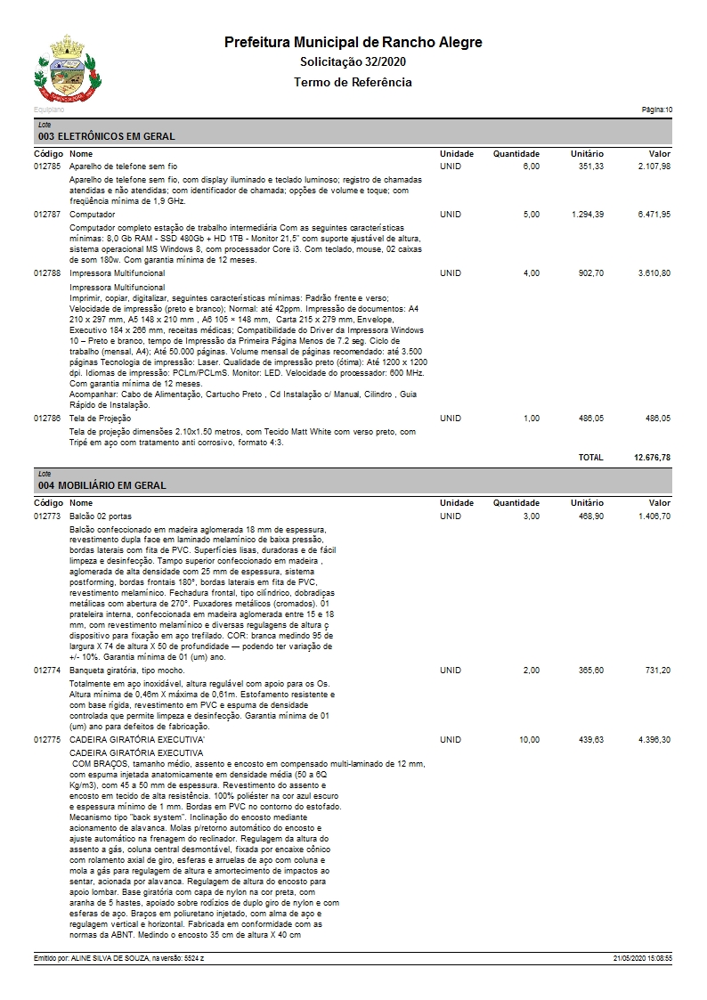 Prefeitura Municipal de Rancho Alegre
Solicitação 32/2020
Termo de Referência
Equiplano Página:10
Lote
003 ELETRÔNICOS EM GERAL
Código Nome Unidade Quantidade Unitário Valor
012785 Aparelho de telefone sem fio UNID 6,00 351,33 2.107,98
Aparelho de telefone sem fio, com display iluminado e teclado luminoso; registro de chamadas
atendidas e não atendidas; com identificador de chamada; opções de volume e toque; com
freqüência mínima de 1,9 GHz.
012787 Computador UNID 5,00 1.294,39 6.471,95
Computador completo estação de trabalho intermediária Com as seguintes características
mínimas: 8,0 Gb RAM - SSD 480Gb + HD 1TB - Monitor 21,5" com suporte ajustável de altura,
sistema operacional MS Windows 8, com processador Core i3. Com teclado, mouse, 02 caixas
de som 180w. Com garantia mínima de 12 meses.
012788 Impressora Multifuncional UNID 4,00 902,70 3.610,80
Impressora Multifuncional
Imprimir, copiar, digitalizar, seguintes características mínimas: Padrão frente e verso;
Velocidade de impressão (preto e branco); Normal: até 42ppm. Impressão de documentos: A4
210 x 297 mm, A5 148 x 210 mm , A6 105 × 148 mm, Carta 215 x 279 mm, Envelope,
Executivo 184 x 266 mm, receitas médicas; Compatibilidade do Driver da Impressora Windows
10 – Preto e branco, tempo de Impressão da Primeira Página Menos de 7.2 seg. Ciclo de
trabalho (mensal, A4); Até 50.000 páginas. Volume mensal de páginas recomendado: até 3.500
páginas Tecnologia de impressão: Laser. Qualidade de impressão preto (ótima): Até 1200 x 1200
dpi. Idiomas de impressão: PCLm/PCLmS. Monitor: LED. Velocidade do processador: 600 MHz.
Com garantia mínima de 12 meses.
Acompanhar: Cabo de Alimentação, Cartucho Preto , Cd Instalação c/ Manual, Cilindro , Guia
Rápido de Instalação.
012786 Tela de Projeção UNID 1,00 486,05 486,05
Tela de projeção dimensões 2.10x1.50 metros, com Tecido Matt White com verso preto, com
Tripé em aço com tratamento anti corrosivo, formato 4:3.
TOTAL 12.676,78
Lote
004 MOBILIÁRIO EM GERAL
Código Nome Unidade Quantidade Unitário Valor
012773 Balcão 02 portas UNID 3,00 468,90 1.406,70
Balcão confeccionado em madeira aglomerada 18 mm de espessura,
revestimento dupla face em laminado melamínico de baixa pressão,
bordas laterais com fita de PVC. Superfícies lisas, duradoras e de fácil
limpeza e desinfecção. Tampo superior confeccionado em madeira ,
aglomerada de alta densidade com 25 mm de espessura, sistema
postforming, bordas frontais 180°, bordas laterais em fita de PVC,
revestimento melamínico. Fechadura frontal, tipo cilíndrico, dobradiças
metálicas com abertura de 270°. Puxadores metálicos (cromados). 01
prateleira interna, confeccionada em madeira aglomerada entre 15 e 18
mm, com revestimento melamínico e diversas regulagens de altura ç
dispositivo para fixação em aço trefilado. COR: branca medindo 95 de
largura X 74 de altura X 50 de profundidade — podendo ter variação de
+/- 10%. Garantia mínima de 01 (um) ano.
012774 Banqueta giratória, tipo mocho. UNID 2,00 365,60 731,20
Totalmente em aço inoxidável, altura regulável com apoio para os Os.
Altura mínima de 0,46m X máxima de 0,61m. Estofamento resistente e
com base rígida, revestimento em PVC e espuma de densidade
controlada que permite limpeza e desinfecção. Garantia mínima de 01
(um) ano para defeitos de fabricação.
012775 CADEIRA GIRATÓRIA EXECUTIVA' UNID 10,00 439,63 4.396,30
CADEIRA GIRATÓRIA EXECUTIVA
COM BRAÇOS, tamanho médio, assento e encosto em compensado multi-laminado de 12 mm,
com espuma injetada anatomicamente em densidade média (50 a 6Q
Kg/m3), com 45 a 50 mm de espessura. Revestimento do assento e
encosto em tecido de alta resistência. 100% poliéster na cor azul escuro
e espessura mínimo de 1 mm. Bordas em PVC no contorno do estofado.
Mecanismo tipo "back system". Inclinação do encosto mediante
acionamento de alavanca. Molas p/retorno automático do encosto e
ajuste automático na frenagem do reclinador. Regulagem da altura do
assento a gás, coluna central desmontável, fixada por encaixe cônico
com rolamento axial de giro, esferas e arruelas de aço com coluna e
mola a gás para regulagem de altura e amortecimento de impactos ao
sentar, acionada por alavanca. Regulagem de altura do encosto para
apoio lombar. Base giratória com capa de nylon na cor preta, com
aranha de 5 hastes, apoiado sobre rodízios de duplo giro de nylon e com
esferas de aço. Braços em poliuretano injetado, com alma de aço e
regulagem vertical e horizontal. Fabricada em conformidade com as
normas da ABNT. Medindo o encosto 35 cm de altura X 40 cm
Emitido por: ALINE SILVA DE SOUZA, na versão: 5524 z 21/05/2020 15:08:55